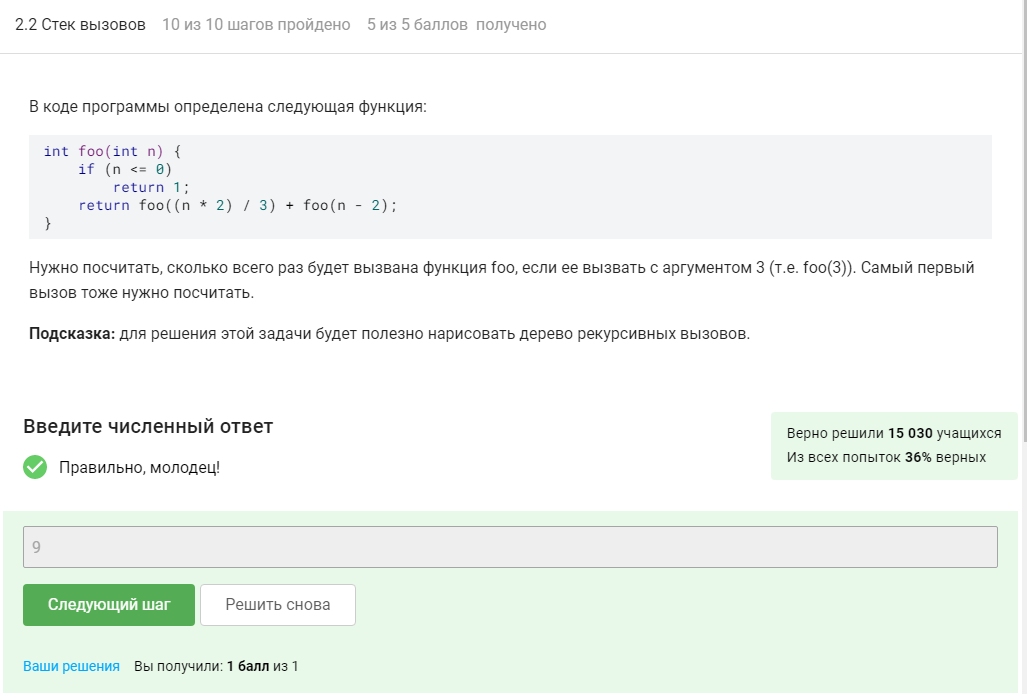 2.2 Стек вызовов 10 из 10 шагов пройдено 5 из 5 баллов получено
В коде программы определена следующая функция:
int foo(int n) {
    if (n <= 0)
        return 1;
    return foo((n * 2) / 3) + foo(n - 2);
}
Нужно посчитать, сколько всего раз будет вызвана функция foo, если ее вызвать с аргументом 3 (т.е. foo(3)). Самый первый
вызов тоже нужно посчитать.
Подсказка: для решения этой задачи будет полезно нарисовать дерево рекурсивных вызовов.
Введите численный ответ
Правильно, молодец!
Верно решили 15 030 учащихся
Из всех попыток 36% верных
9
Следующий шаг Решить снова
Ваши решения Вы получили: 1 балл из 1